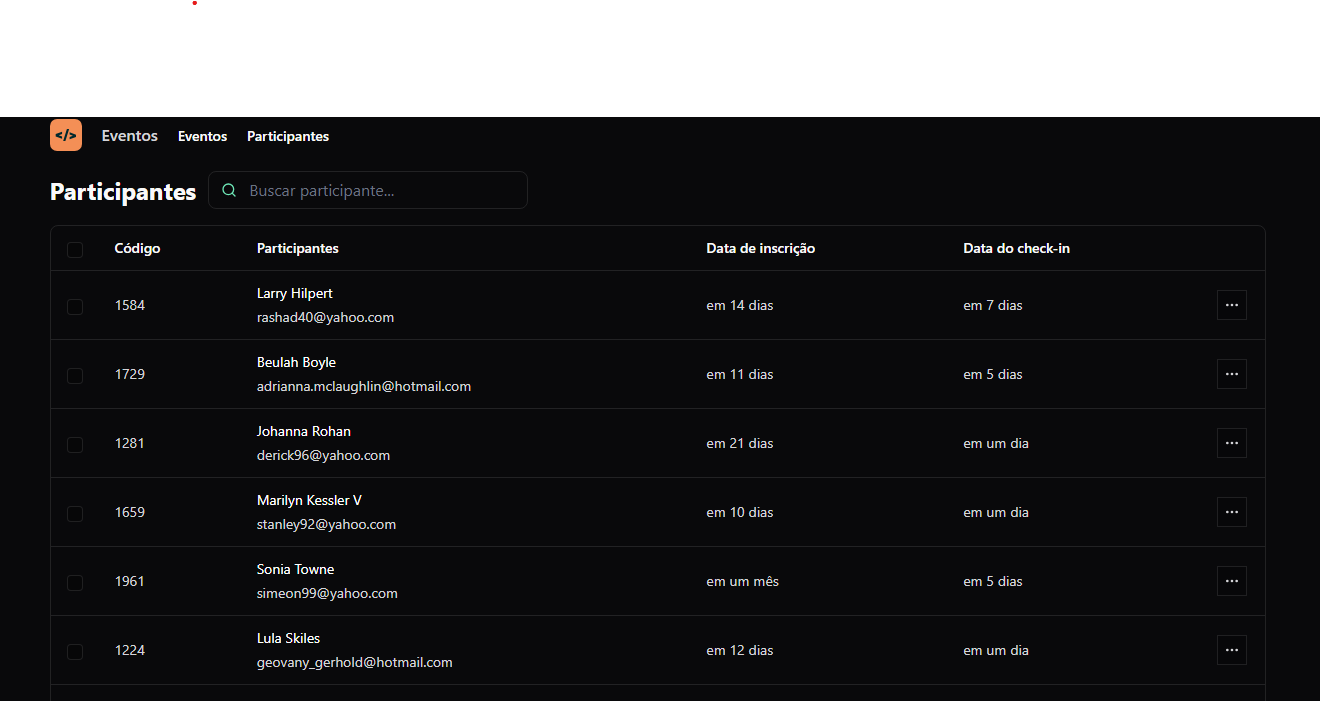 </> Eventos Eventos Participantes
Participantes Buscar participante...
Código Participantes Data de inscrição Data do check-in
1584 Larry Hilpert em 14 dias em 7 dias ...
rashad40@yahoo.com
1729 Beulah Boyle em 11 dias em 5 dias ...
adrianna.mclaughlin@hotmail.com
1281 Johanna Rohan em 21 dias em um dia ...
derick96@yahoo.com
1659 Marilyn Kessler V em 10 dias em um dia ...
stanley92@yahoo.com
1961 Sonia Towne em um mês em 5 dias ...
simeon99@yahoo.com
1224 Lula Skiles em 12 dias em um dia ...
geovany_gerhold@hotmail.com